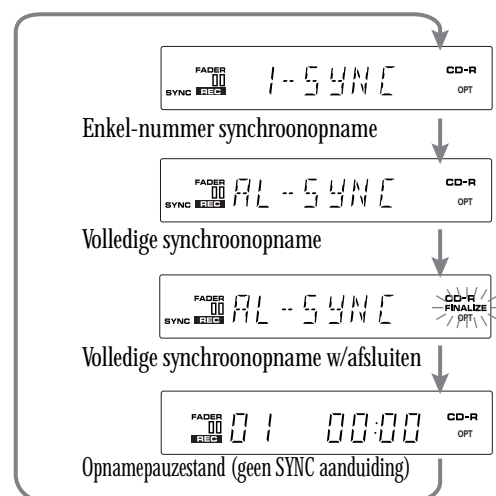 FADER
SYNC REC 1-SYNC CD-R
OPT
Enkel-nummer synchroonopname
FADER
SYNC REC AL-SYNC CD-R
OPT
Volledige synchroonopname
FADER
SYNC REC AL-SYNC CD-R
FINALIZE
OPT
Volledige synchroonopname w/afsluiten
FADER
REC 01 00:00 CD-R
OPT
Opnamepauzestand (geen SYNC aanduiding)